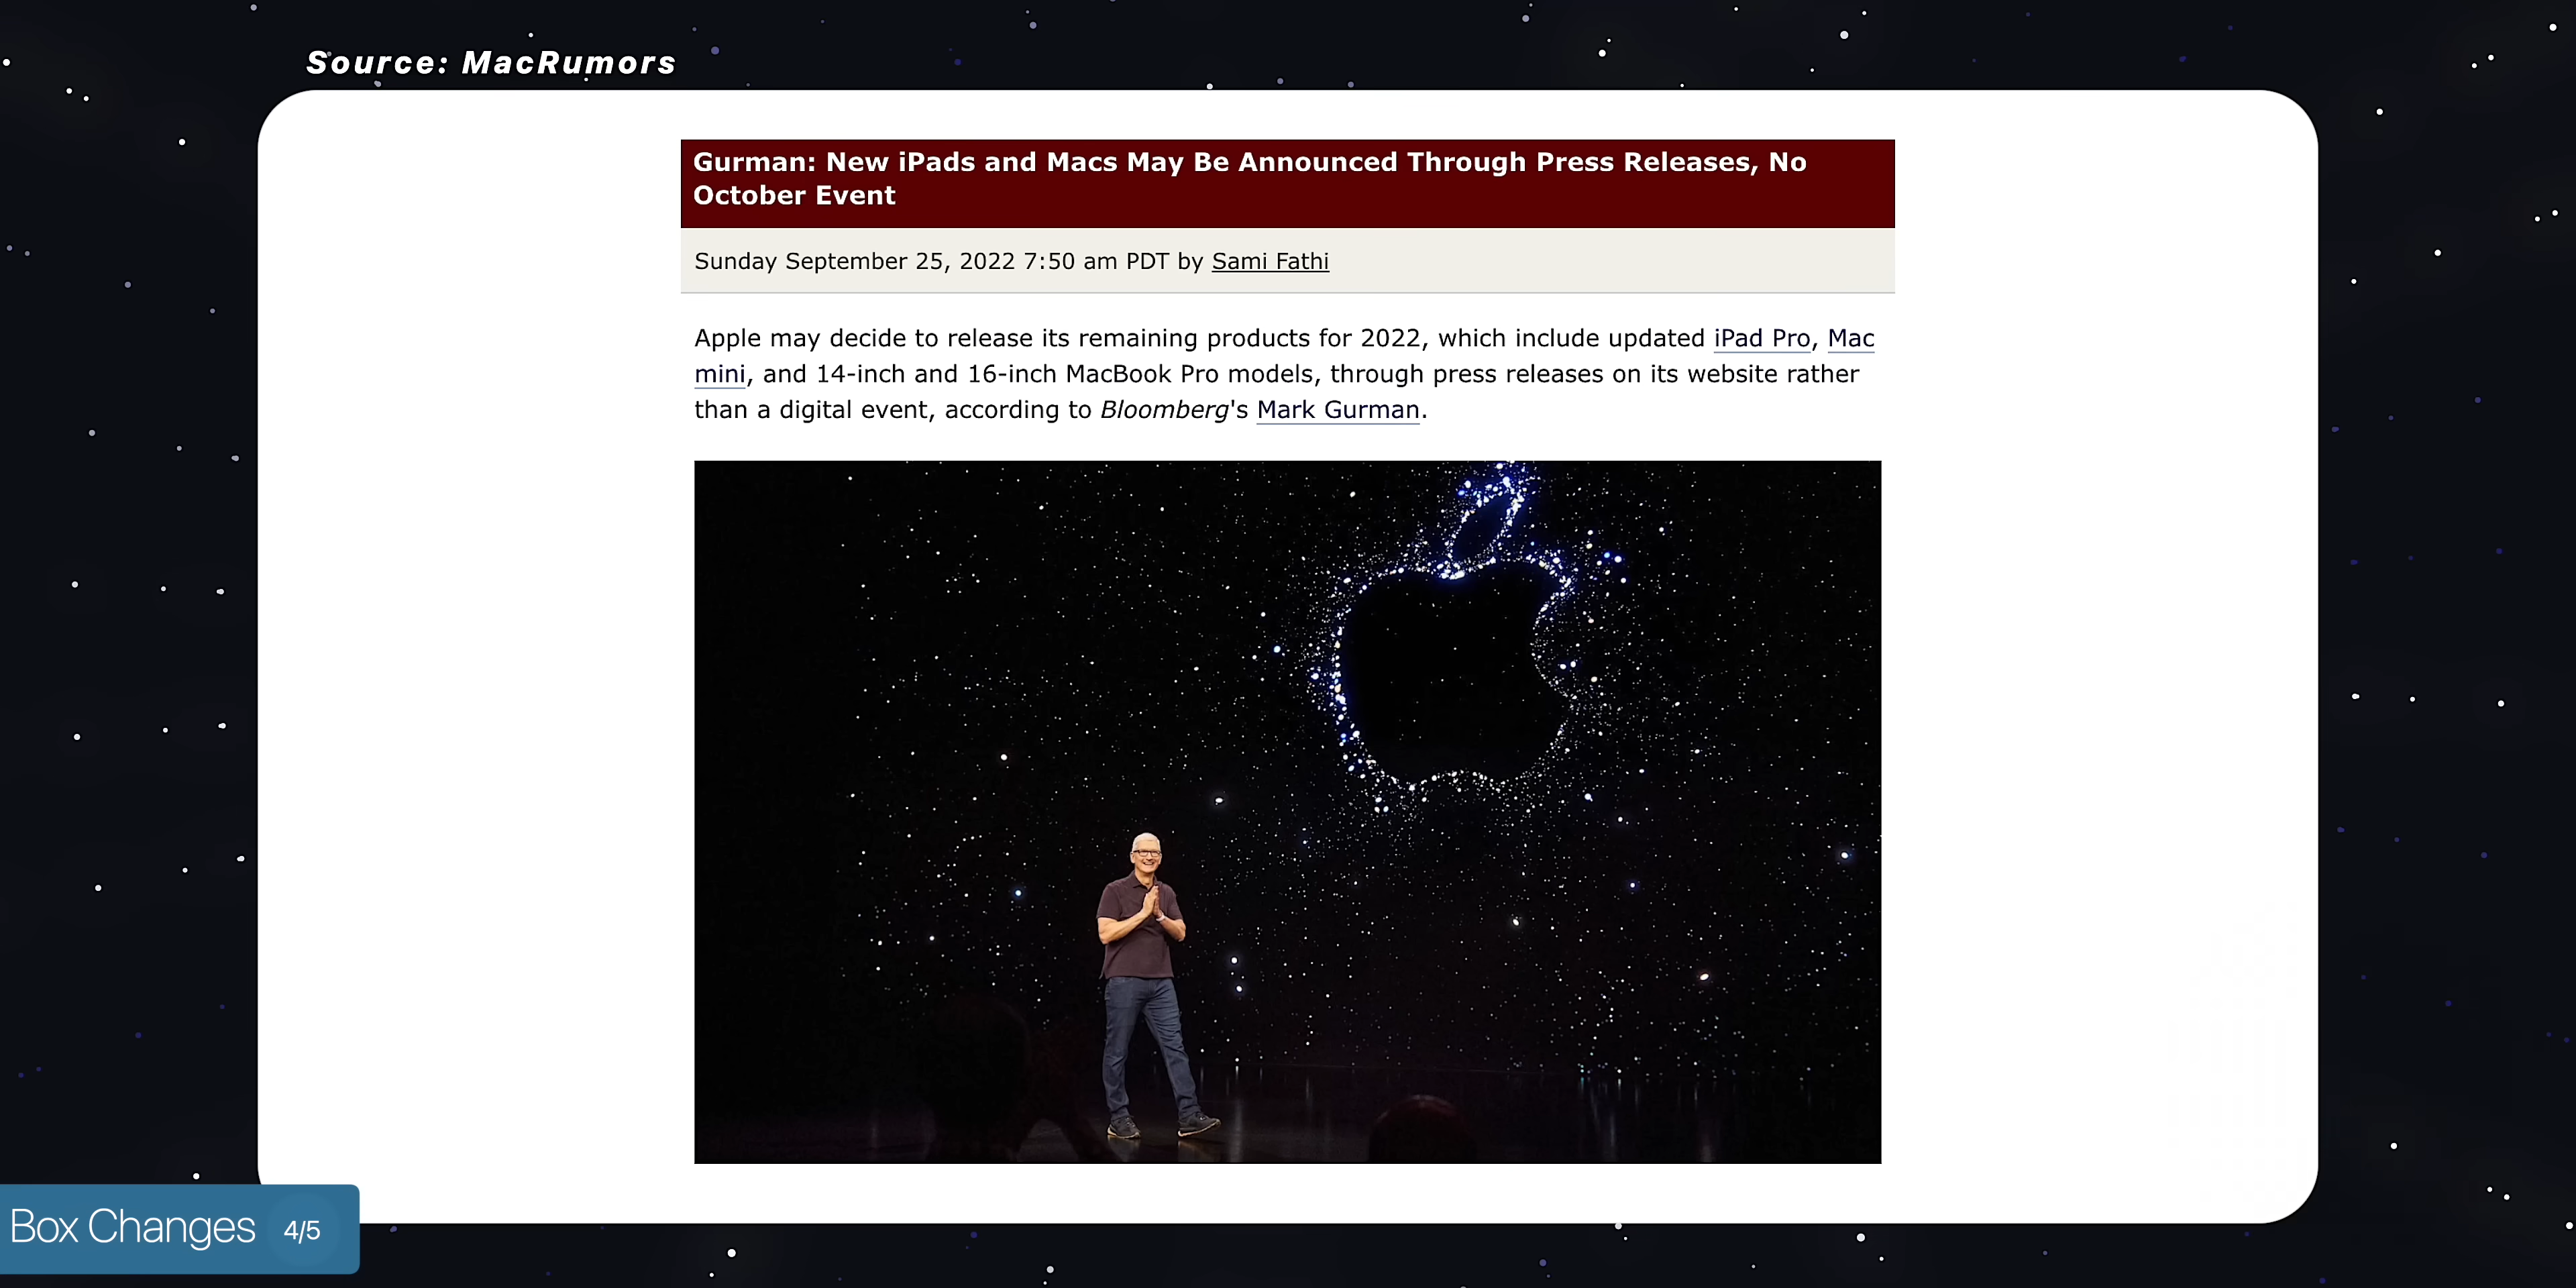 Source: MacRumors
Gurman: New iPads and Macs May Be Announced Through Press Releases, No
October Event
Sunday September 25, 2022 7:50 am PDT by Sami Fathi
Apple may decide to release its remaining products for 2022, which include updated iPad Pro, Mac
mini, and 14-inch and 16-inch MacBook Pro models, through press releases on its website rather
than a digital event, according to Bloomberg's Mark Gurman.
Box Changes 4/5